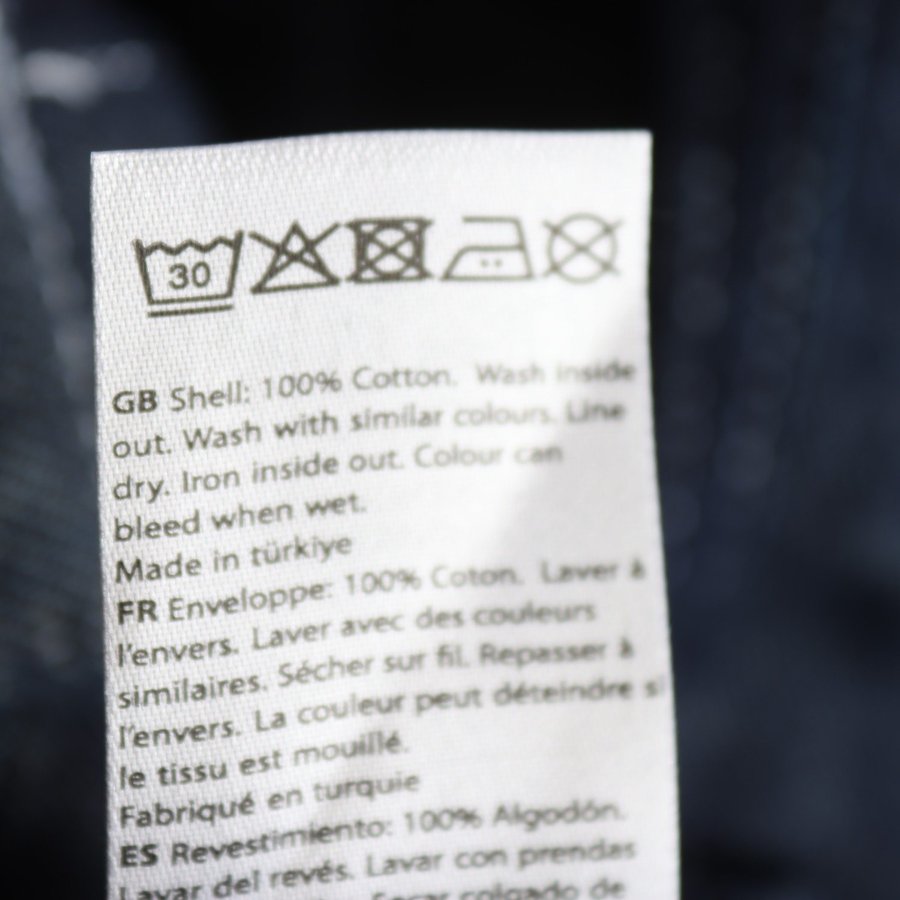 30
GB Shell: 100% Cotton. Wash inside
out. Wash with similar colours. Line
dry. Iron inside out. Colour can
bleed when wet.
Made in türkiye
FR Enveloppe: 100% Coton. Laver à
l'envers. Laver avec des couleurs
similaires. Sécher sur fil. Repasser à
l'envers. La couleur peut déteindre si
le tissu est mouillé.
Fabriqué en turquie
ES Revestimiento: 100% Algodón.
Lavar del revés. Lavar con prendas
Secar colgado de